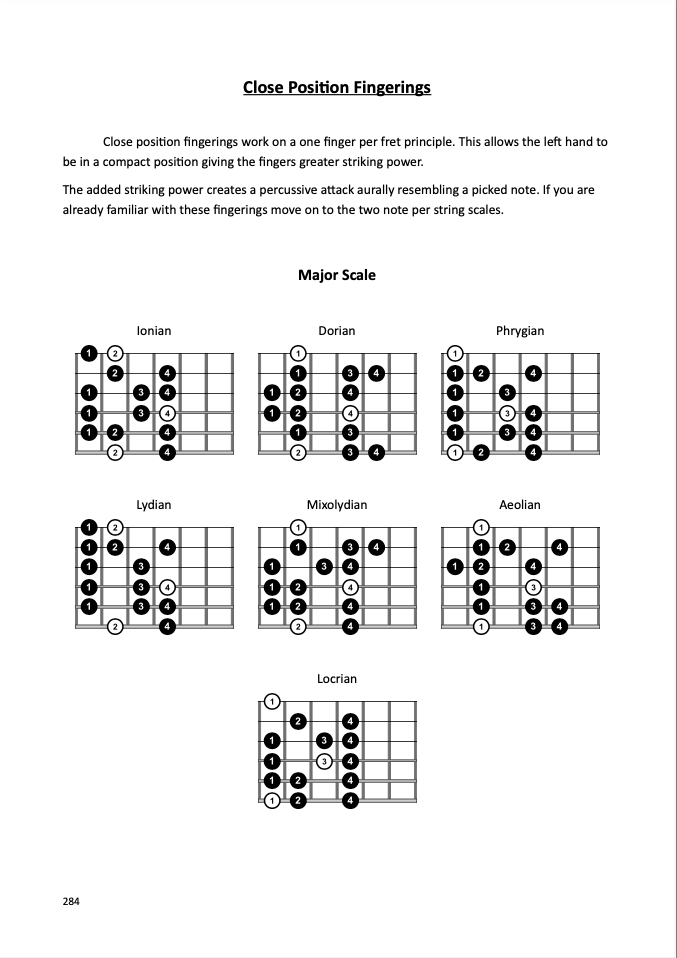 Close Position Fingerings
Close position fingerings work on a one finger per fret principle. This allows the left hand to
be in a compact position giving the fingers greater striking power.
The added striking power creates a percussive attack aurally resembling a picked note. If you are
already familiar with these fingerings move on to the two note per string scales.
Major Scale
Ionian
1 2
2 4
1 3 4
1 3 4
1 2 4
2 4
Dorian
1
1 3 4
1 2 4
1 2 4
1 3
2 3 4
Phrygian
1
1 2 4
1 3
1 3 4
1 3 4
1 2 4
Lydian
1 2
1 2 4
1 3
1 3 4
1 3 4
2 4
Mixolydian
1
1 3 4
1 3 4
1 2 4
1 2 4
2 4
Aeolian
1
1 2 4
1 2 4
1 3
1 3 4
1 3 4
Locrian
1
2 4
1 3 4
1 3 4
1 2 4
1 2 4
284